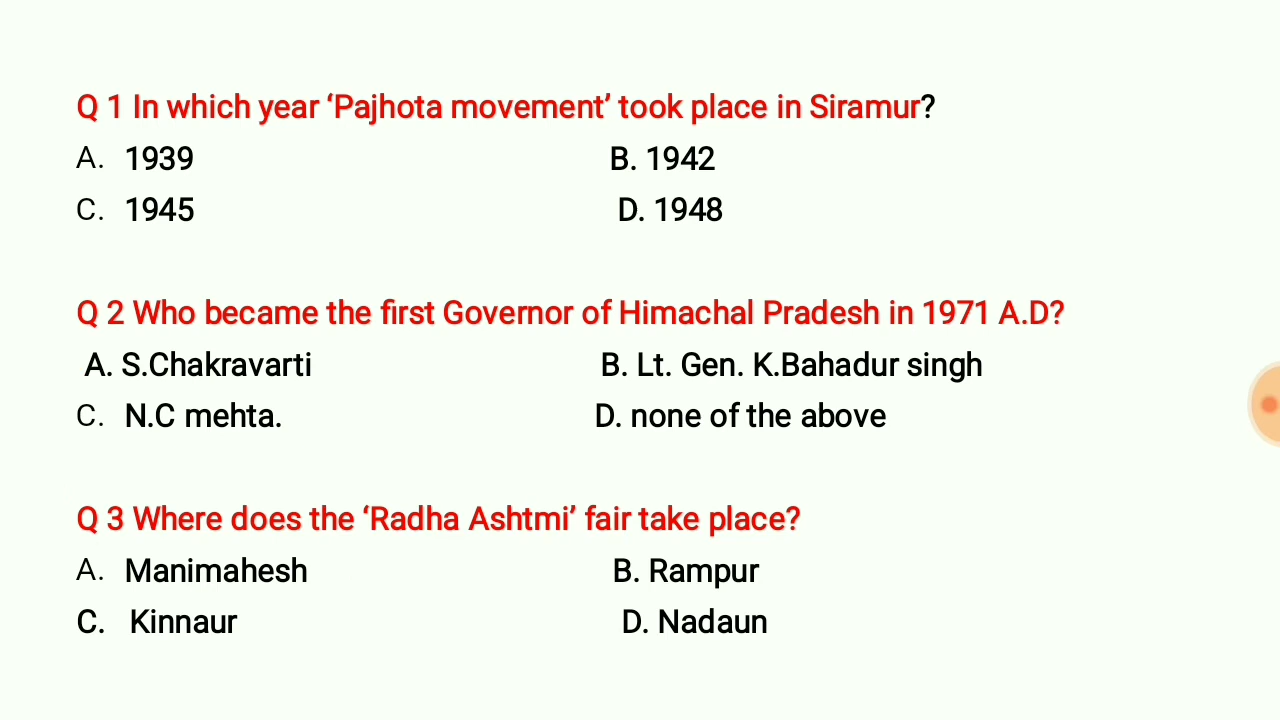 Q 1 In which year ‘Pajhota movement’ took place in Siramur?
A. 1939 B. 1942
C. 1945 D. 1948
Q 2 Who became the first Governor of Himachal Pradesh in 1971 A.D?
A. S.Chakravarti B. Lt. Gen. K.Bahadur singh
C. N.C mehta. D. none of the above
Q 3 Where does the ‘Radha Ashtmi’ fair take place?
A. Manimahesh B. Rampur
C. Kinnaur D. Nadaun